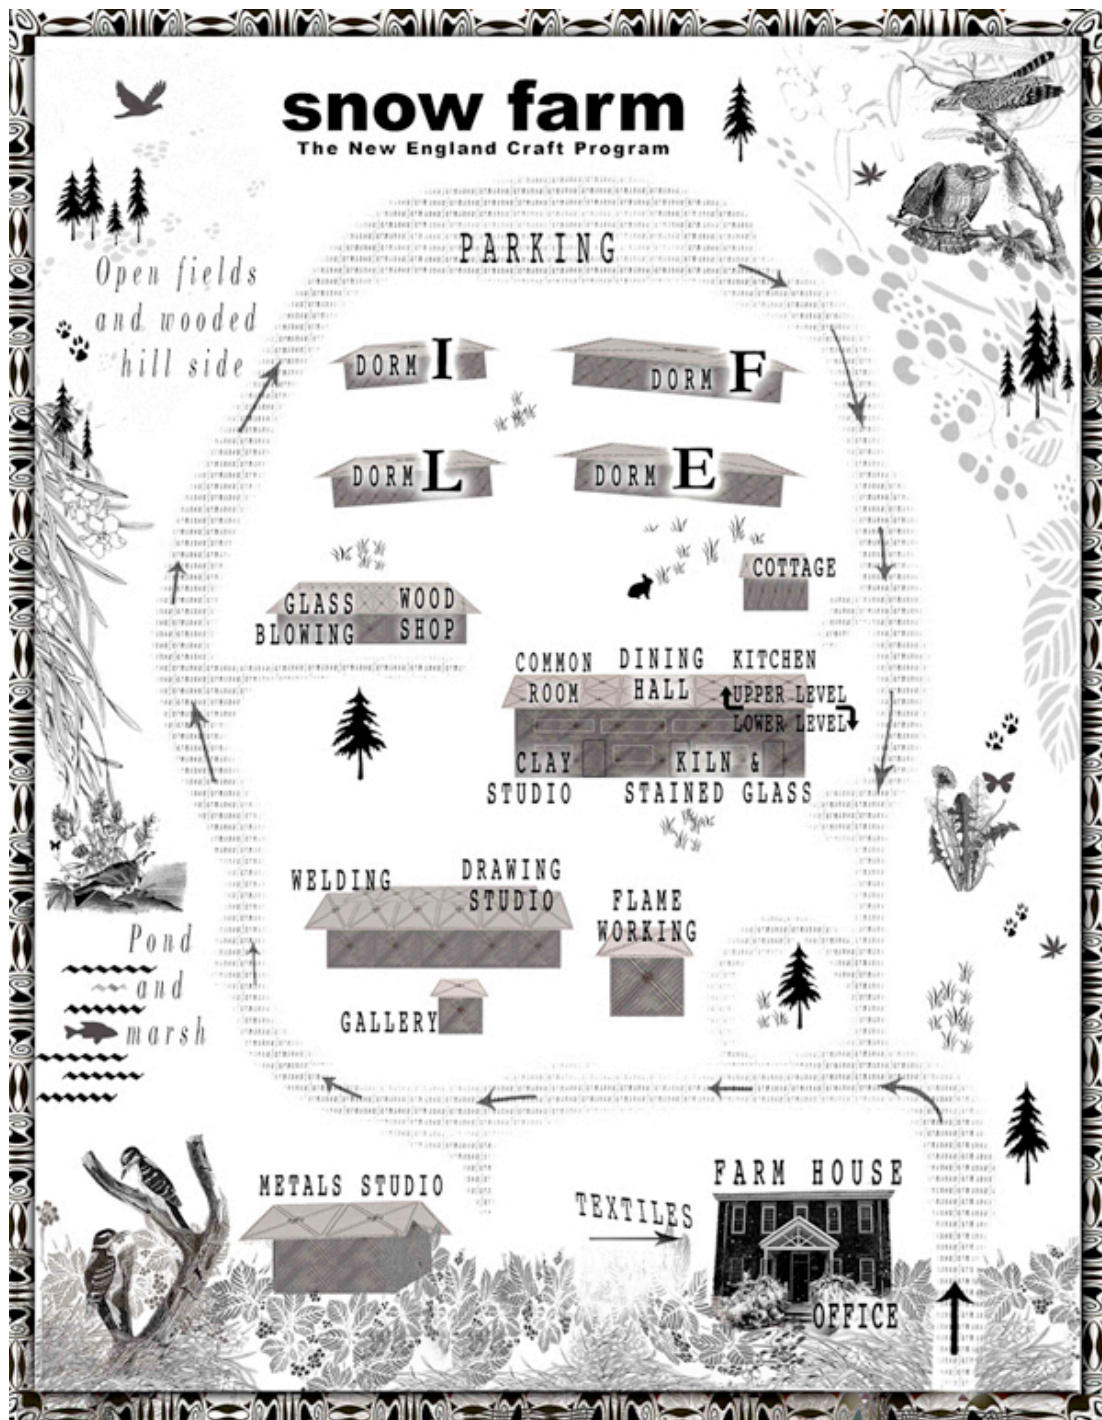 snow farm
The New England Craft Program
PARKING
Open fields
and wooded
hill side
DORM I
DORM F
DORM L
DORM E
COTTAGE
GLASS
BLOWING
WOOD
SHOP
COMMON
ROOM
DINING
HALL
KITCHEN
UPPER LEVEL
LOWER LEVEL
CLAY
STUDIO
KILN &
STAINED GLASS
WELDING
DRAWING
STUDIO
FLAME
WORKING
GALLERY
Pond
and
marsh
METALS STUDIO
TEXTILES
FARM HOUSE
OFFICE